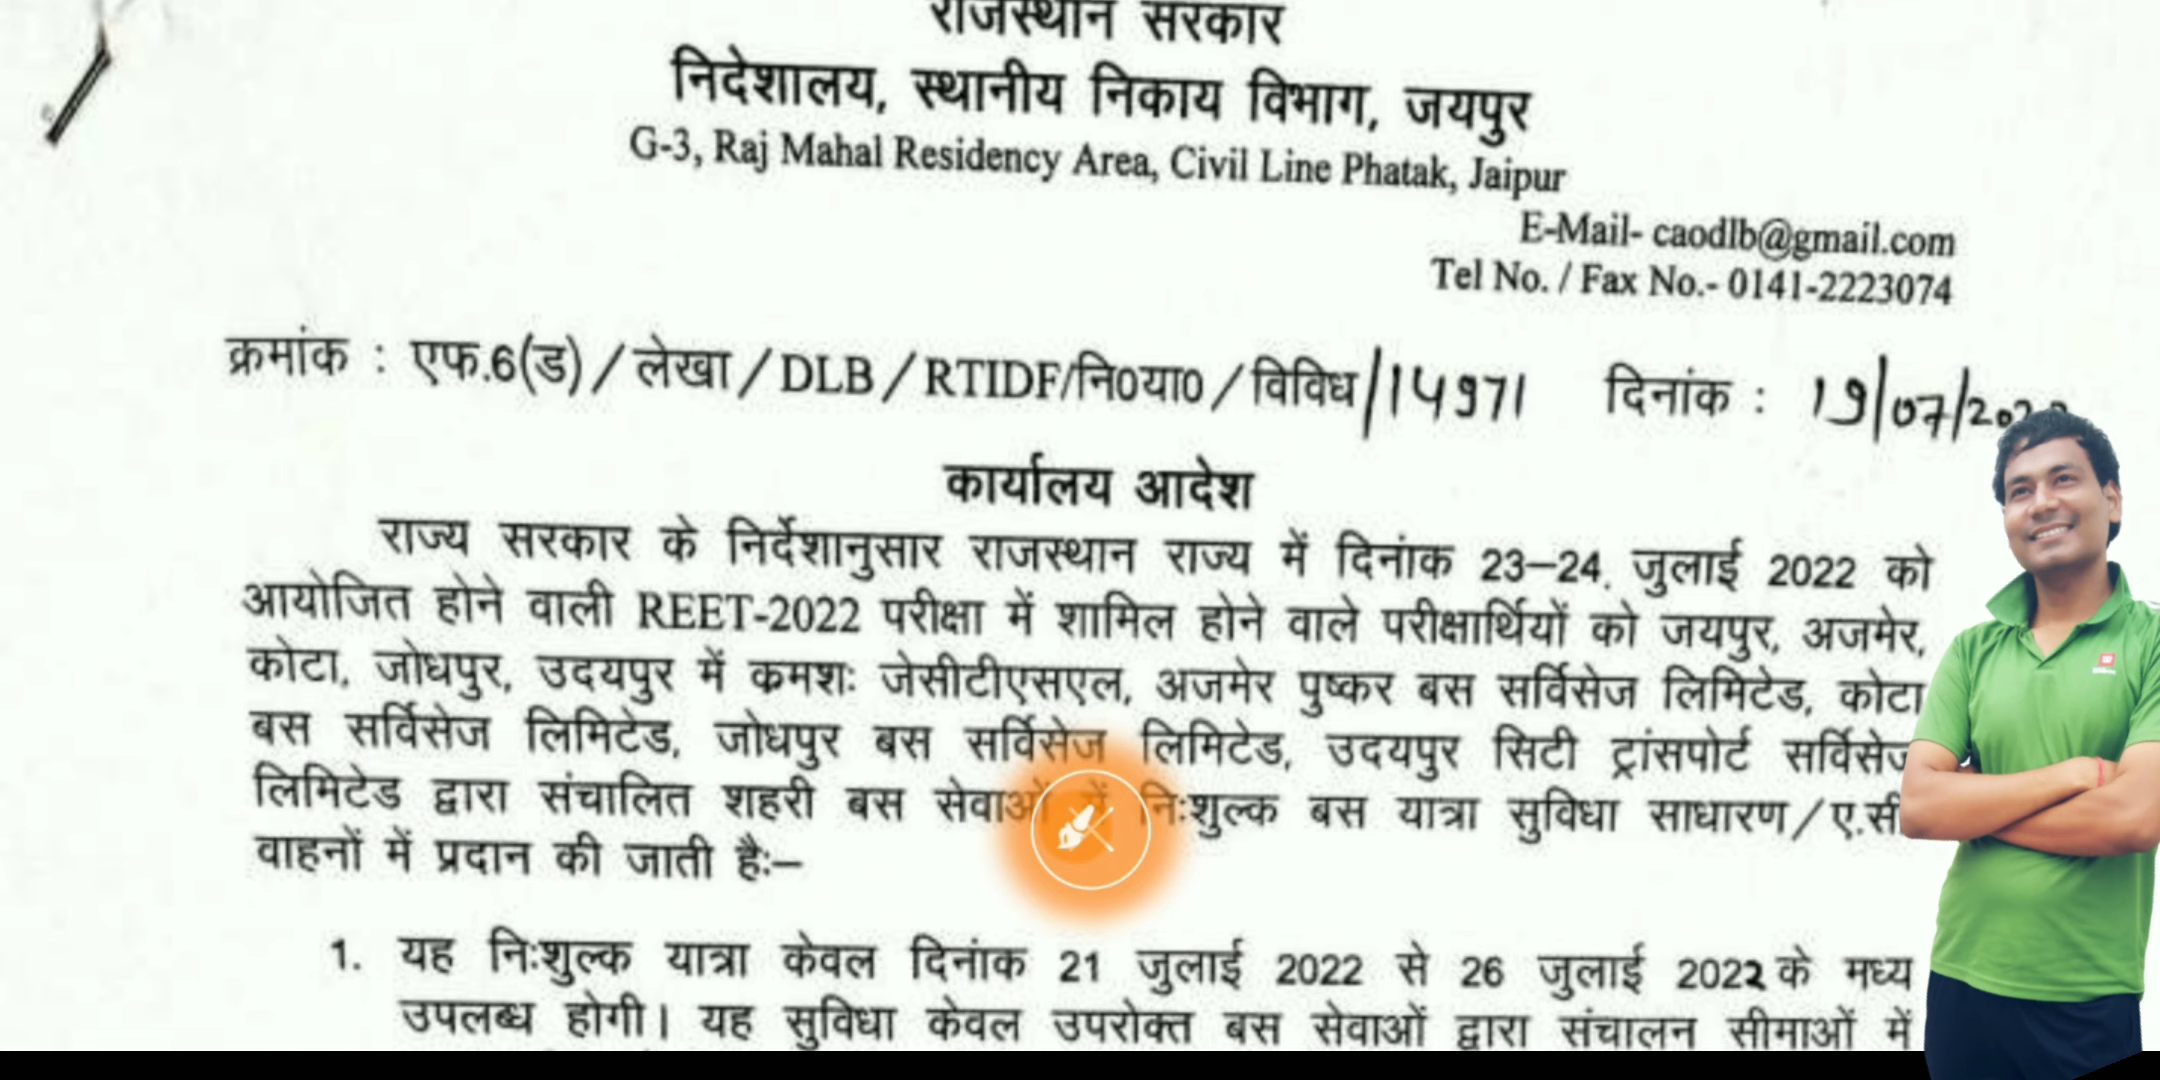 राजस्थान सरकार
निदेशालय, स्थानीय निकाय विभाग, जयपुर
G-3, Raj Mahal Residency Area, Civil Line Phatak, Jaipur
E-Mail- caodlb@gmail.com
Tel No. / Fax No.- 0141-2223074
क्रमांक : एफ.6(ड)/लेखा/DLB/RTIDF/नि0या0/विविध/14971 दिनांक : 19/07/2022
कार्यालय आदेश
राज्य सरकार के निर्देशानुसार राजस्थान राज्य में दिनांक 23–24. जुलाई 2022 को
आयोजित होने वाली REET-2022 परीक्षा में शामिल होने वाले परीक्षार्थियों को जयपुर, अजमेर,
कोटा, जोधपुर, उदयपुर में क्रमशः जेसीटीएसएल, अजमेर पुष्कर बस सर्विसेज लिमिटेड, कोटा
बस सर्विसेज लिमिटेड, जोधपुर बस सर्विसेज लिमिटेड, उदयपुर सिटी ट्रांसपोर्ट सर्विसेज
लिमिटेड द्वारा संचालित शहरी बस सेवाओं में निःशुल्क बस यात्रा सुविधा साधारण/ए.सी
वाहनों में प्रदान की जाती हैः–
1. यह निःशुल्क यात्रा केवल दिनांक 21 जुलाई 2022 से 26 जुलाई 2022 के मध्य
उपलब्ध होगी। यह सुविधा केवल उपरोक्त बस सेवाओं द्वारा संचालन सीमाओं में